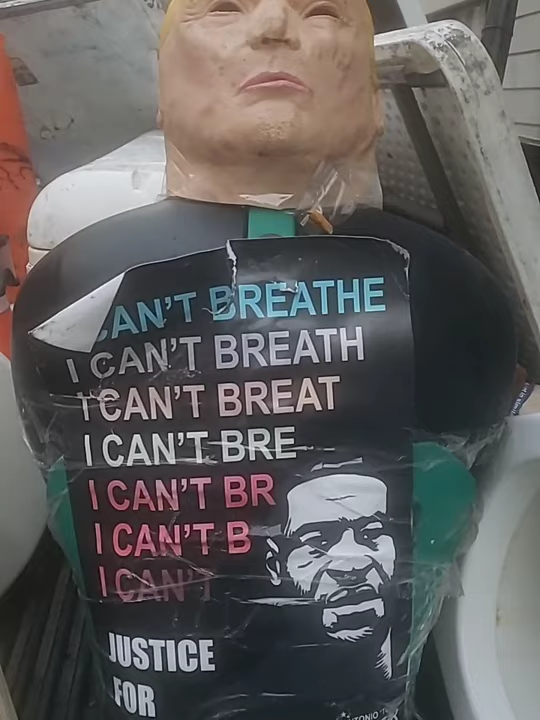 CAN'T BREATHE
I CAN'T BREATH
I CAN'T BREAT
I CAN'T BRE
I CAN'T BR
I CAN'T B
I CAN'T
JUSTICE
FOR